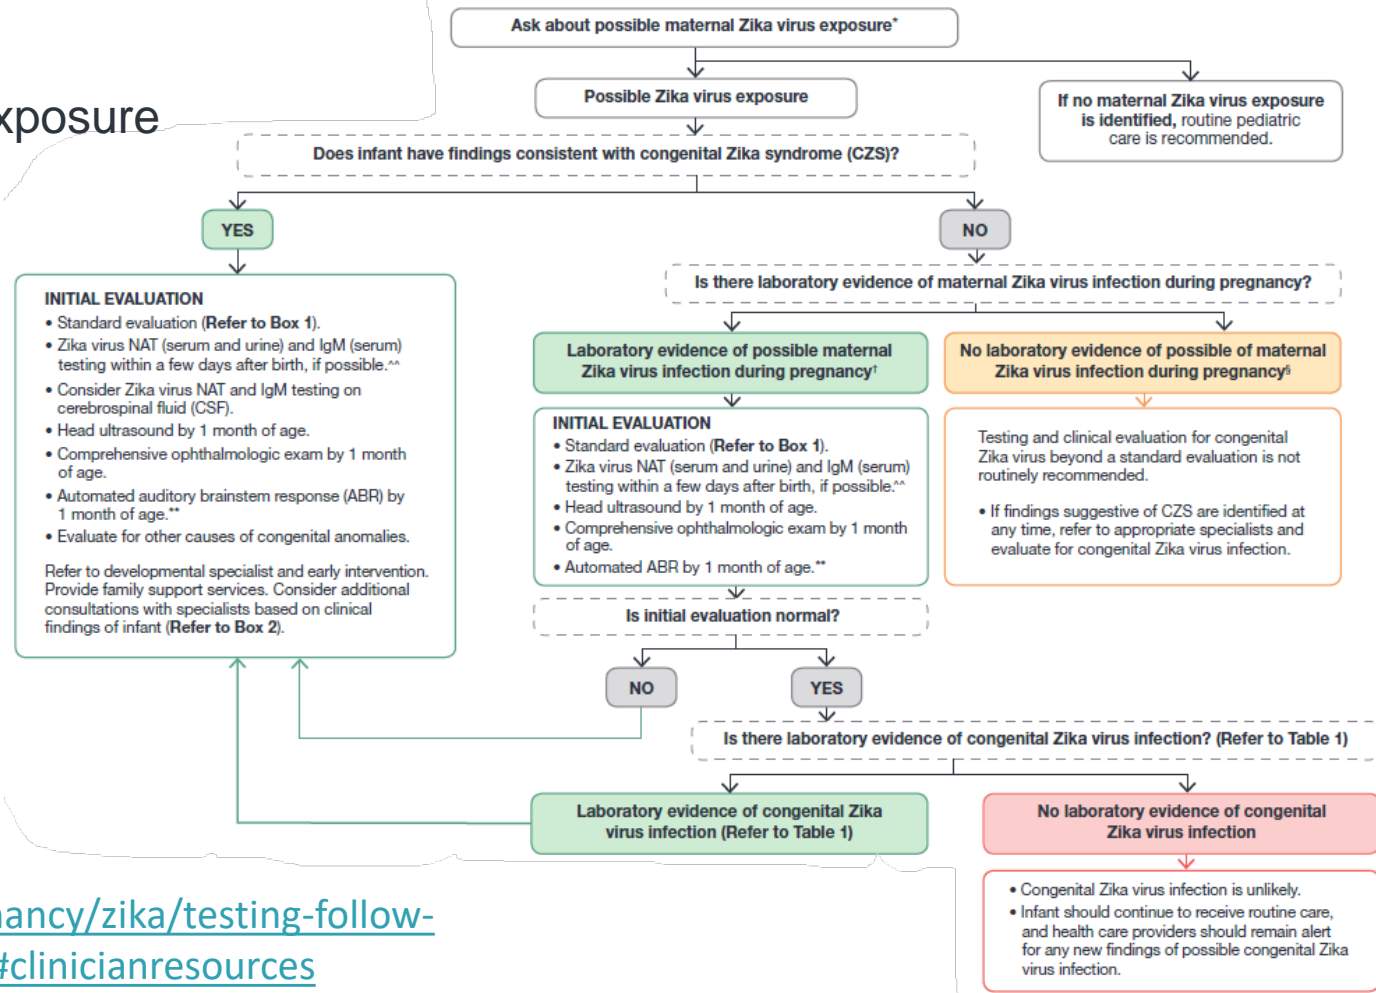 Ask about possible maternal Zika virus exposure*
xposure
Possible Zika virus exposure
If no maternal Zika virus exposure
is identified, routine pediatric
care is recommended.
Does infant have findings consistent with congenital Zika syndrome (CZS)?
YES
NO
INITIAL EVALUATION
• Standard evaluation (Refer to Box 1).
• Zika virus NAT (serum and urine) and IgM (serum)
testing within a few days after birth, if possible.^^
• Consider Zika virus NAT and IgM testing on
cerebrospinal fluid (CSF).
• Head ultrasound by 1 month of age.
• Comprehensive ophthalmologic exam by 1 month
of age.
• Automated auditory brainstem response (ABR) by
1 month of age.**
• Evaluate for other causes of congenital anomalies.
Refer to developmental specialist and early intervention.
Provide family support services. Consider additional
consultations with specialists based on clinical
findings of infant (Refer to Box 2).
Is there laboratory evidence of maternal Zika virus infection during pregnancy?
Laboratory evidence of possible maternal
Zika virus infection during pregnancy†
No laboratory evidence of possible of maternal
Zika virus infection during pregnancy§
INITIAL EVALUATION
• Standard evaluation (Refer to Box 1).
• Zika virus NAT (serum and urine) and IgM (serum)
testing within a few days after birth, if possible.^^
• Head ultrasound by 1 month of age.
• Comprehensive ophthalmologic exam by 1 month
of age.
• Automated ABR by 1 month of age.**
Testing and clinical evaluation for congenital
Zika virus beyond a standard evaluation is not
routinely recommended.
• If findings suggestive of CZS are identified at
any time, refer to appropriate specialists and
evaluate for congenital Zika virus infection.
Is initial evaluation normal?
NO
YES
Is there laboratory evidence of congenital Zika virus infection? (Refer to Table 1)
Laboratory evidence of congenital Zika
virus infection (Refer to Table 1)
No laboratory evidence of congenital
Zika virus infection
• Congenital Zika virus infection is unlikely.
• Infant should continue to receive routine care,
and health care providers should remain alert
for any new findings of possible congenital Zika
virus infection.
nancy/zika/testing-follow-
#clinicianresources